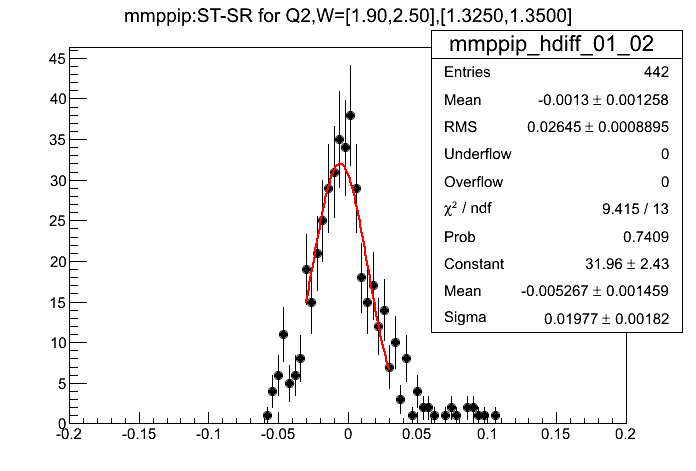 mmppip:ST-SR for Q2,W=[1.90,2.50],[1.3250,1.3500]
mmppip_hdiff_01_02
Entries 442
Mean -0.0013 ± 0.001258
RMS 0.02645 ± 0.0008895
Underflow 0
Overflow 0
χ² / ndf 9.415 / 13
Prob 0.7409
Constant 31.96 ± 2.43
Mean -0.005267 ± 0.001459
Sigma 0.01977 ± 0.00182
45
40
35
30
25
20
15
10
5
0
-0.2 -0.15 -0.1 -0.05 0 0.05 0.1 0.15 0.2